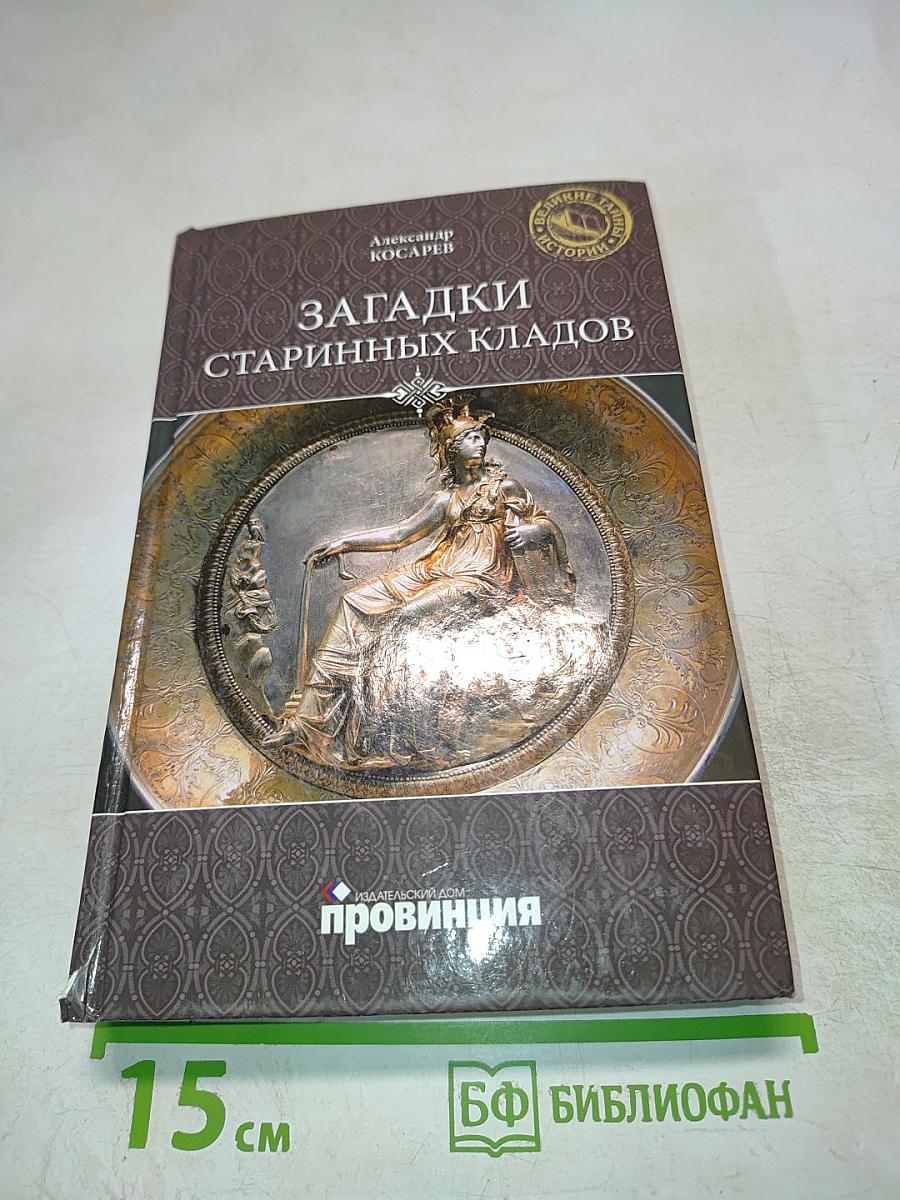 Александр
КОСАРЕВ
ВЕЛИКИЕ ТАЙНЫ
ИСТОРИИ
ЗАГАДКИ
СТАРИННЫХ КЛАДОВ
ИЗДАТЕЛЬСКИЙ ДОМ
ПРОВИНЦИЯ
15 см
БФ БИБЛИОФАН